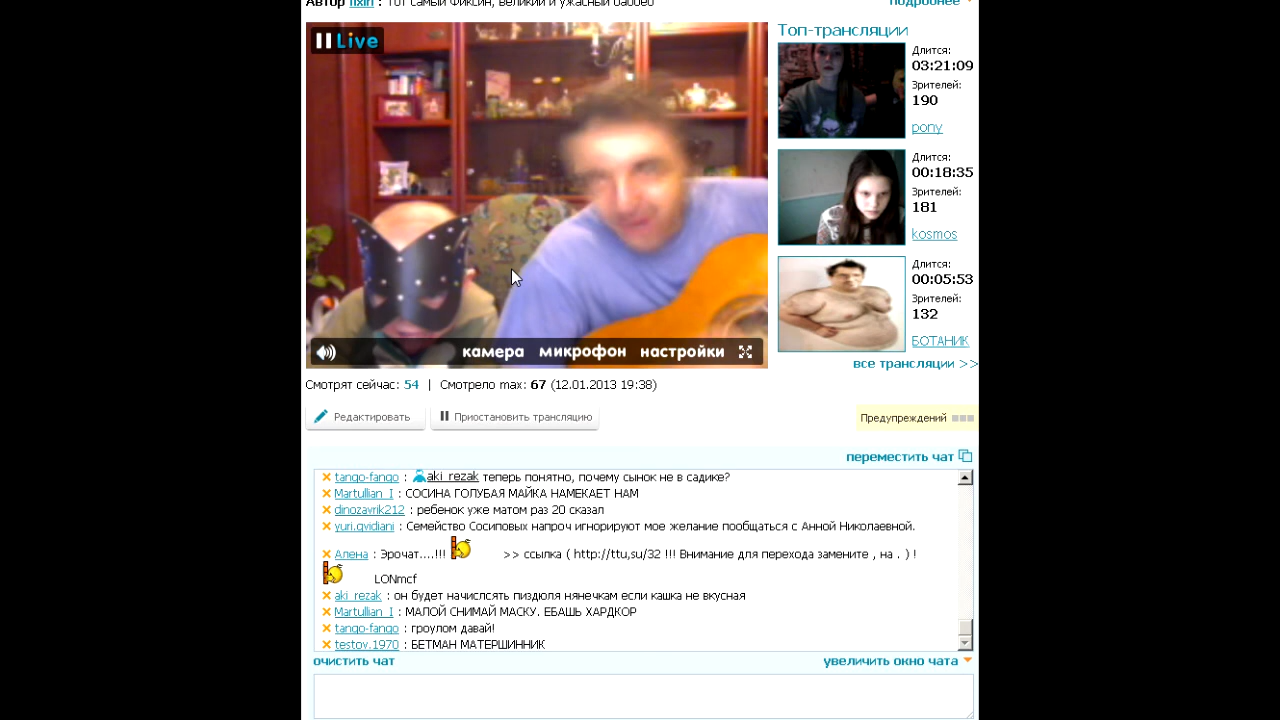 Автор fixin : Тот самый Фиксин, великий и ужасный
подробнее
Live
камера микрофон настройки
Топ-трансляции
Длится:
03:21:09
Зрителей:
190
pony
Длится:
00:18:35
Зрителей:
181
kosmos
Длится:
00:05:53
Зрителей:
132
БОТАНИК
все трансляции >>
Смотрят сейчас: 54 | Смотрело max: 67 (12.01.2013 19:38)
Редактировать
Приостановить трансляцию
Предупреждений
переместить чат
tango-fango : aki_rezak теперь понятно, почему сынок не в садике?
Martullian_I : СОСИНА ГОЛУБАЯ МАЙКА НАМЕКАЕТ НАМ
dinozavrik212 : ребенок уже матом раз 20 сказал
yuri.gvidiani : Семейство Сосиповых напроч игнорируют мое желание пообщаться с Анной Николаевной.
Алена : Эрочат....!!! >> ссылка ( http://ttu,su/32 !!! Внимание для перехода замените , на . ) !
LONmcf
aki_rezak : он будет начислсять пиздюля нянечкам если кашка не вкусная
Martullian_I : МАЛОЙ СНИМАЙ МАСКУ. ЕБАШЬ ХАРДКОР
tango-fango : гроулом давай!
testov.1970 : БЕТМАН МАТЕРШИННИК
очистить чат
увеличить окно чата